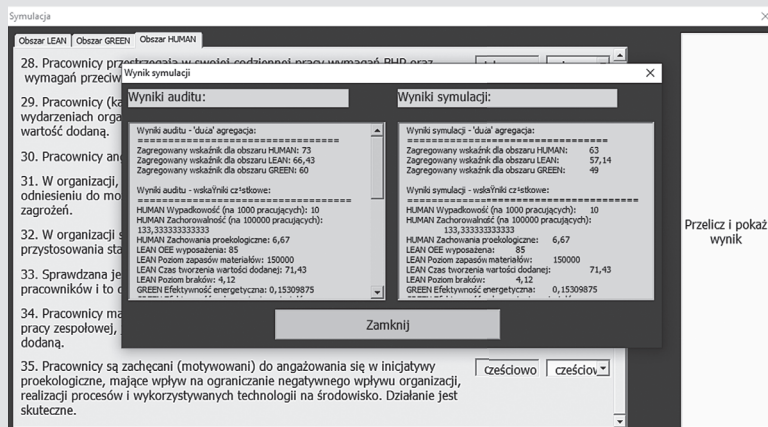 Symulacja
Obszar LEAN Obszar GREEN Obszar HUMAN
28. Pracownicy przestrzegają w swojej codziennej pracy wymagań BHP oraz
wymagań przeciw
29. Pracownicy (ka
wydarzeniach orga
wartość dodaną.
30. Pracownicy ang
31. W organizacji,
odniesieniu do mo
zagrożeń.
32. W organizacji s
przystosowania sta
33. Sprawdzana je
pracowników i to c
34. Pracownicy ma
pracy zespołowej,
dodaną.
35. Pracownicy są zachęcani (motywowani) do angażowania się w inicjatywy
proekologiczne, mające wpływ na ograniczanie negatywnego wpływu organizacji,
realizacji procesów i wykorzystywanych technologii na środowisko. Działanie jest
skuteczne.
częściowo częściov
Przelicz i pokaż
wynik
Wynik symulacji
Wyniki auditu:
Wyniki auditu - 'duża' agregacja:
================================
Zagregowany wskaźnik dla obszaru HUMAN: 73
Zagregowany wskaźnik dla obszaru LEAN: 66,43
Zagregowany wskaźnik dla obszaru GREEN: 60
Wyniki auditu - wskaŸniki cz¹stkowe:
================================
HUMAN Wypadkowość (na 1000 pracujących): 10
HUMAN Zachorowalność (na 100000 pracujących):
133,333333333333
HUMAN Zachowania proekologiczne: 6,67
LEAN OEE wyposażenia: 85
LEAN Poziom zapasów materiałów: 150000
LEAN Czas tworzenia wartości dodanej: 71,43
LEAN Poziom braków: 4,12
GREEN Efektywność energetyczna: 0,15309875
Wyniki symulacji:
Wyniki symulacji - 'duża' agregacja:
================================
Zagregowany wskaźnik dla obszaru HUMAN: 63
Zagregowany wskaźnik dla obszaru LEAN: 57,14
Zagregowany wskaźnik dla obszaru GREEN: 49
Wyniki symulacji - wskaŸniki cz¹stkowe:
================================
HUMAN Wypadkowość (na 1000 pracujących): 10
HUMAN Zachorowalność (na 100000 pracujących):
133,333333333333
HUMAN Zachowania proekologiczne: 6,67
LEAN OEE wyposażenia: 85
LEAN Poziom zapasów materiałów: 150000
LEAN Czas tworzenia wartości dodanej: 71,43
LEAN Poziom braków: 4,12
GREEN Efektywność energetyczna: 0,15309875
Zamknij